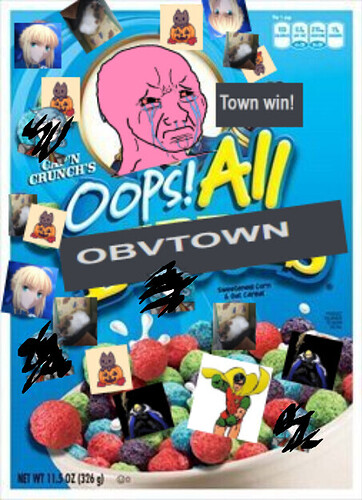 Town win!
CAP'N
CRUNCH'S
OOPS! All
OBVTOWN
Sweetened Corn
& Oat Cereal
NET WT 11.5 OZ (326 g)